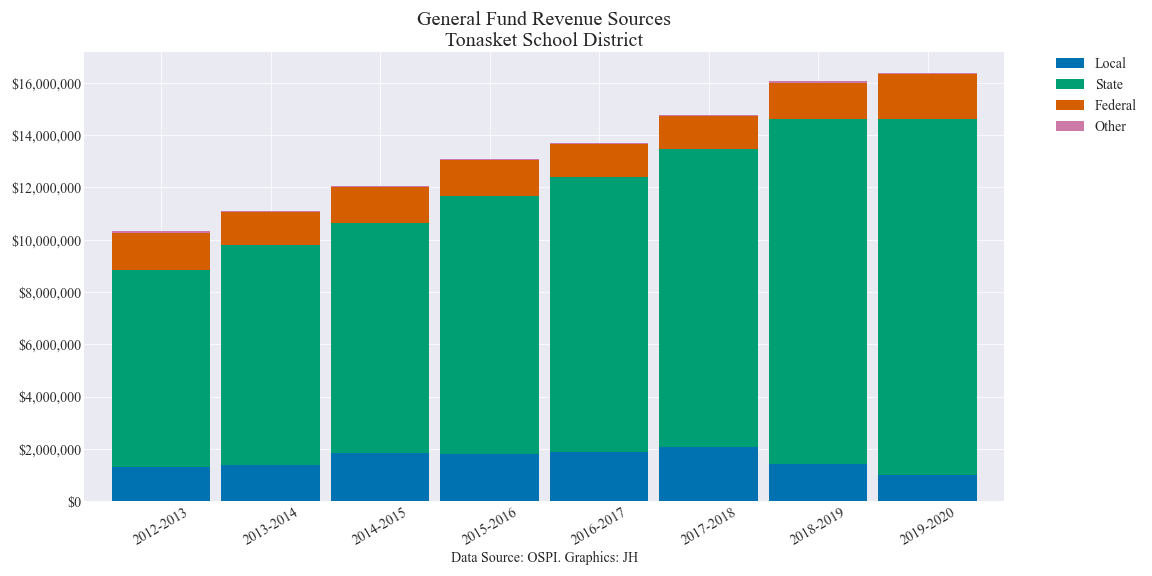 General Fund Revenue Sources
Tonasket School District
Local
State
Federal
Other
$16,000,000
$14,000,000
$12,000,000
$10,000,000
$8,000,000
$6,000,000
$4,000,000
$2,000,000
$0
2012-2013
2013-2014
2014-2015
2015-2016
2016-2017
2017-2018
2018-2019
2019-2020
Data Source: OSPI. Graphics: JH